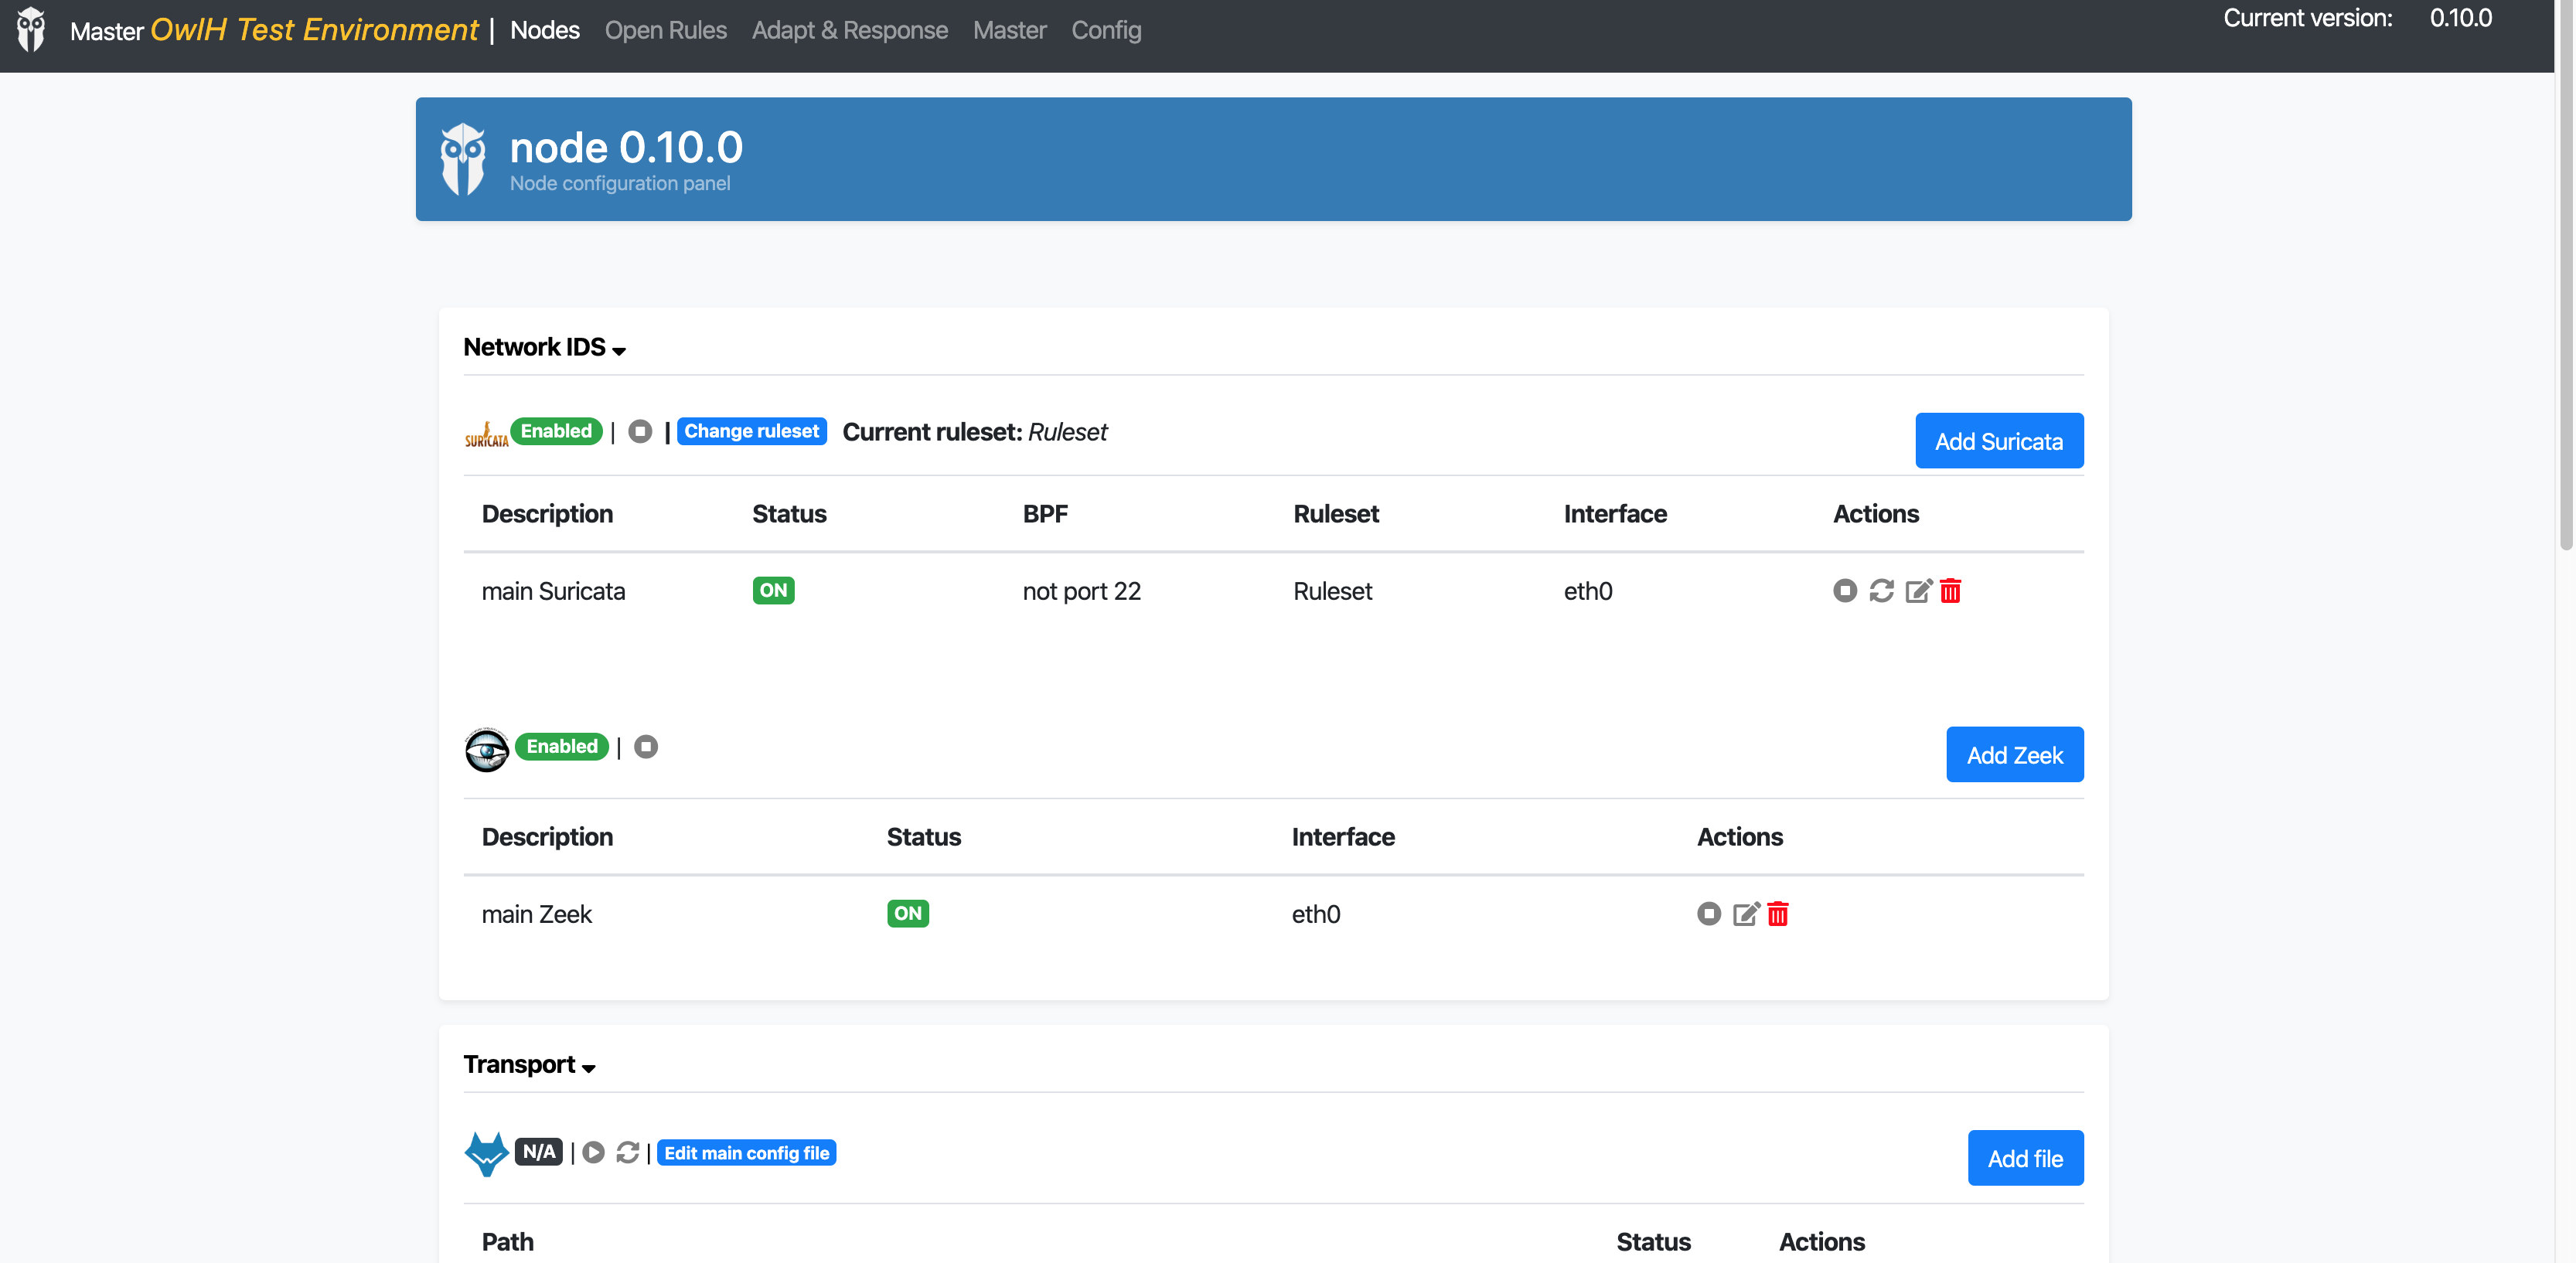 Master OwlH Test Environment | Nodes Open Rules Adapt & Response Master Config Current version: 0.10.0
node 0.10.0
Node configuration panel
Network IDS
SURICATA Enabled | | Change ruleset Current ruleset: Ruleset Add Suricata
Description Status BPF Ruleset Interface Actions
main Suricata ON not port 22 Ruleset eth0
Enabled | Add Zeek
Description Status Interface Actions
main Zeek ON eth0
Transport
N/A | | Edit main config file Add file
Path Status Actions